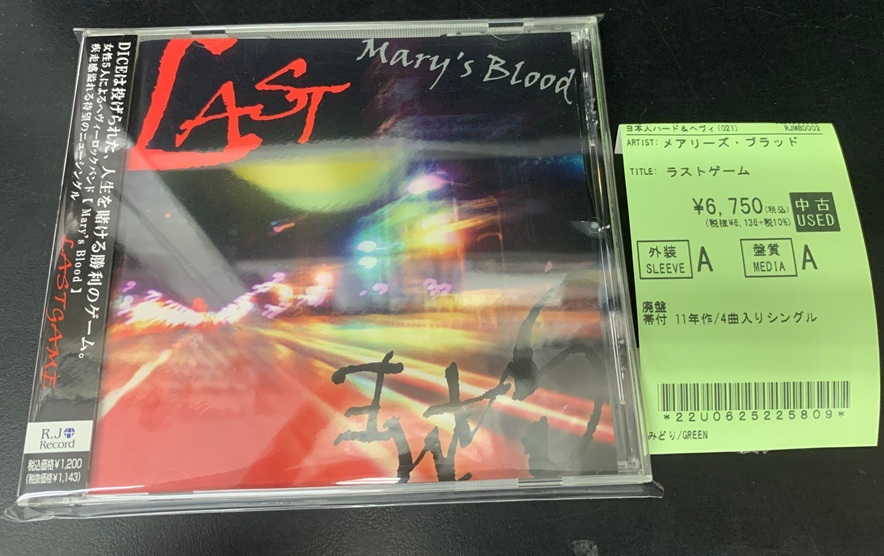 LAST
Mary's Blood
GAME
DICEは投げられた、人生を賭ける勝利のゲーム。
女性5人によるヘヴィーロックバンド【Mary's Blood】
疾走感溢れる待望のニューシングル
LAST GAME
R.J
Record
税込価格¥1,200
(税抜価格¥1,143)
日本人ハード&ヘヴィ(021) RJMB0002
ARTIST: メアリーズ・ブラッド
TITLE: ラストゲーム
¥6,750(税込)
(税抜¥6,136+税10%)
中古
USED
外装
SLEEVE A
盤質
MEDIA A
廃盤
帯付 11年作/4曲入りシングル
*22U0625225809*
みどり/GREEN